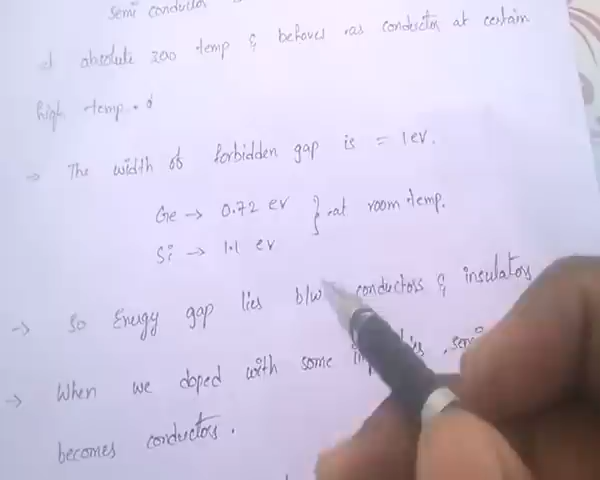 semi conductor
at absolute zero temp & behaves as conductor at certain
high temp.
→ The width of forbidden gap is = 1 ev.
Ge → 0.72 ev } at room temp.
Si → 1.1 ev
→ so Energy gap lies b/w conductors & insulators
→ When we doped with some
becomes conductors.